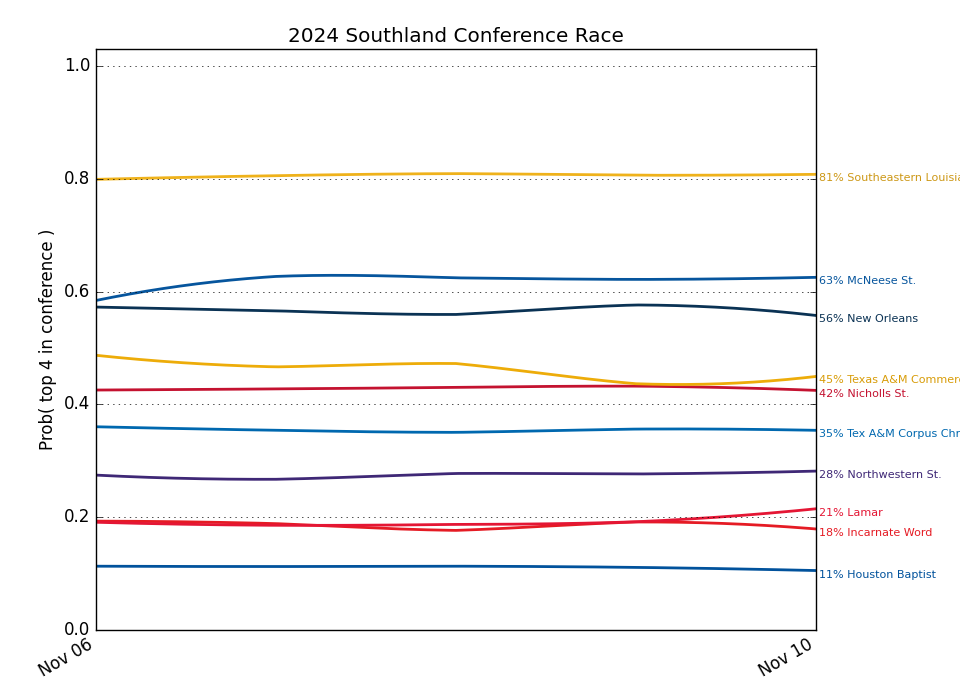 2024 Southland Conference Race
Prob( top 4 in conference )
1.0
0.8
0.6
0.4
0.2
0.0
Nov 06
Nov 10
81% Southeastern Louisia
63% McNeese St.
56% New Orleans
45% Texas A&M Commerc
42% Nicholls St.
35% Tex A&M Corpus Chr
28% Northwestern St.
21% Lamar
18% Incarnate Word
11% Houston Baptist